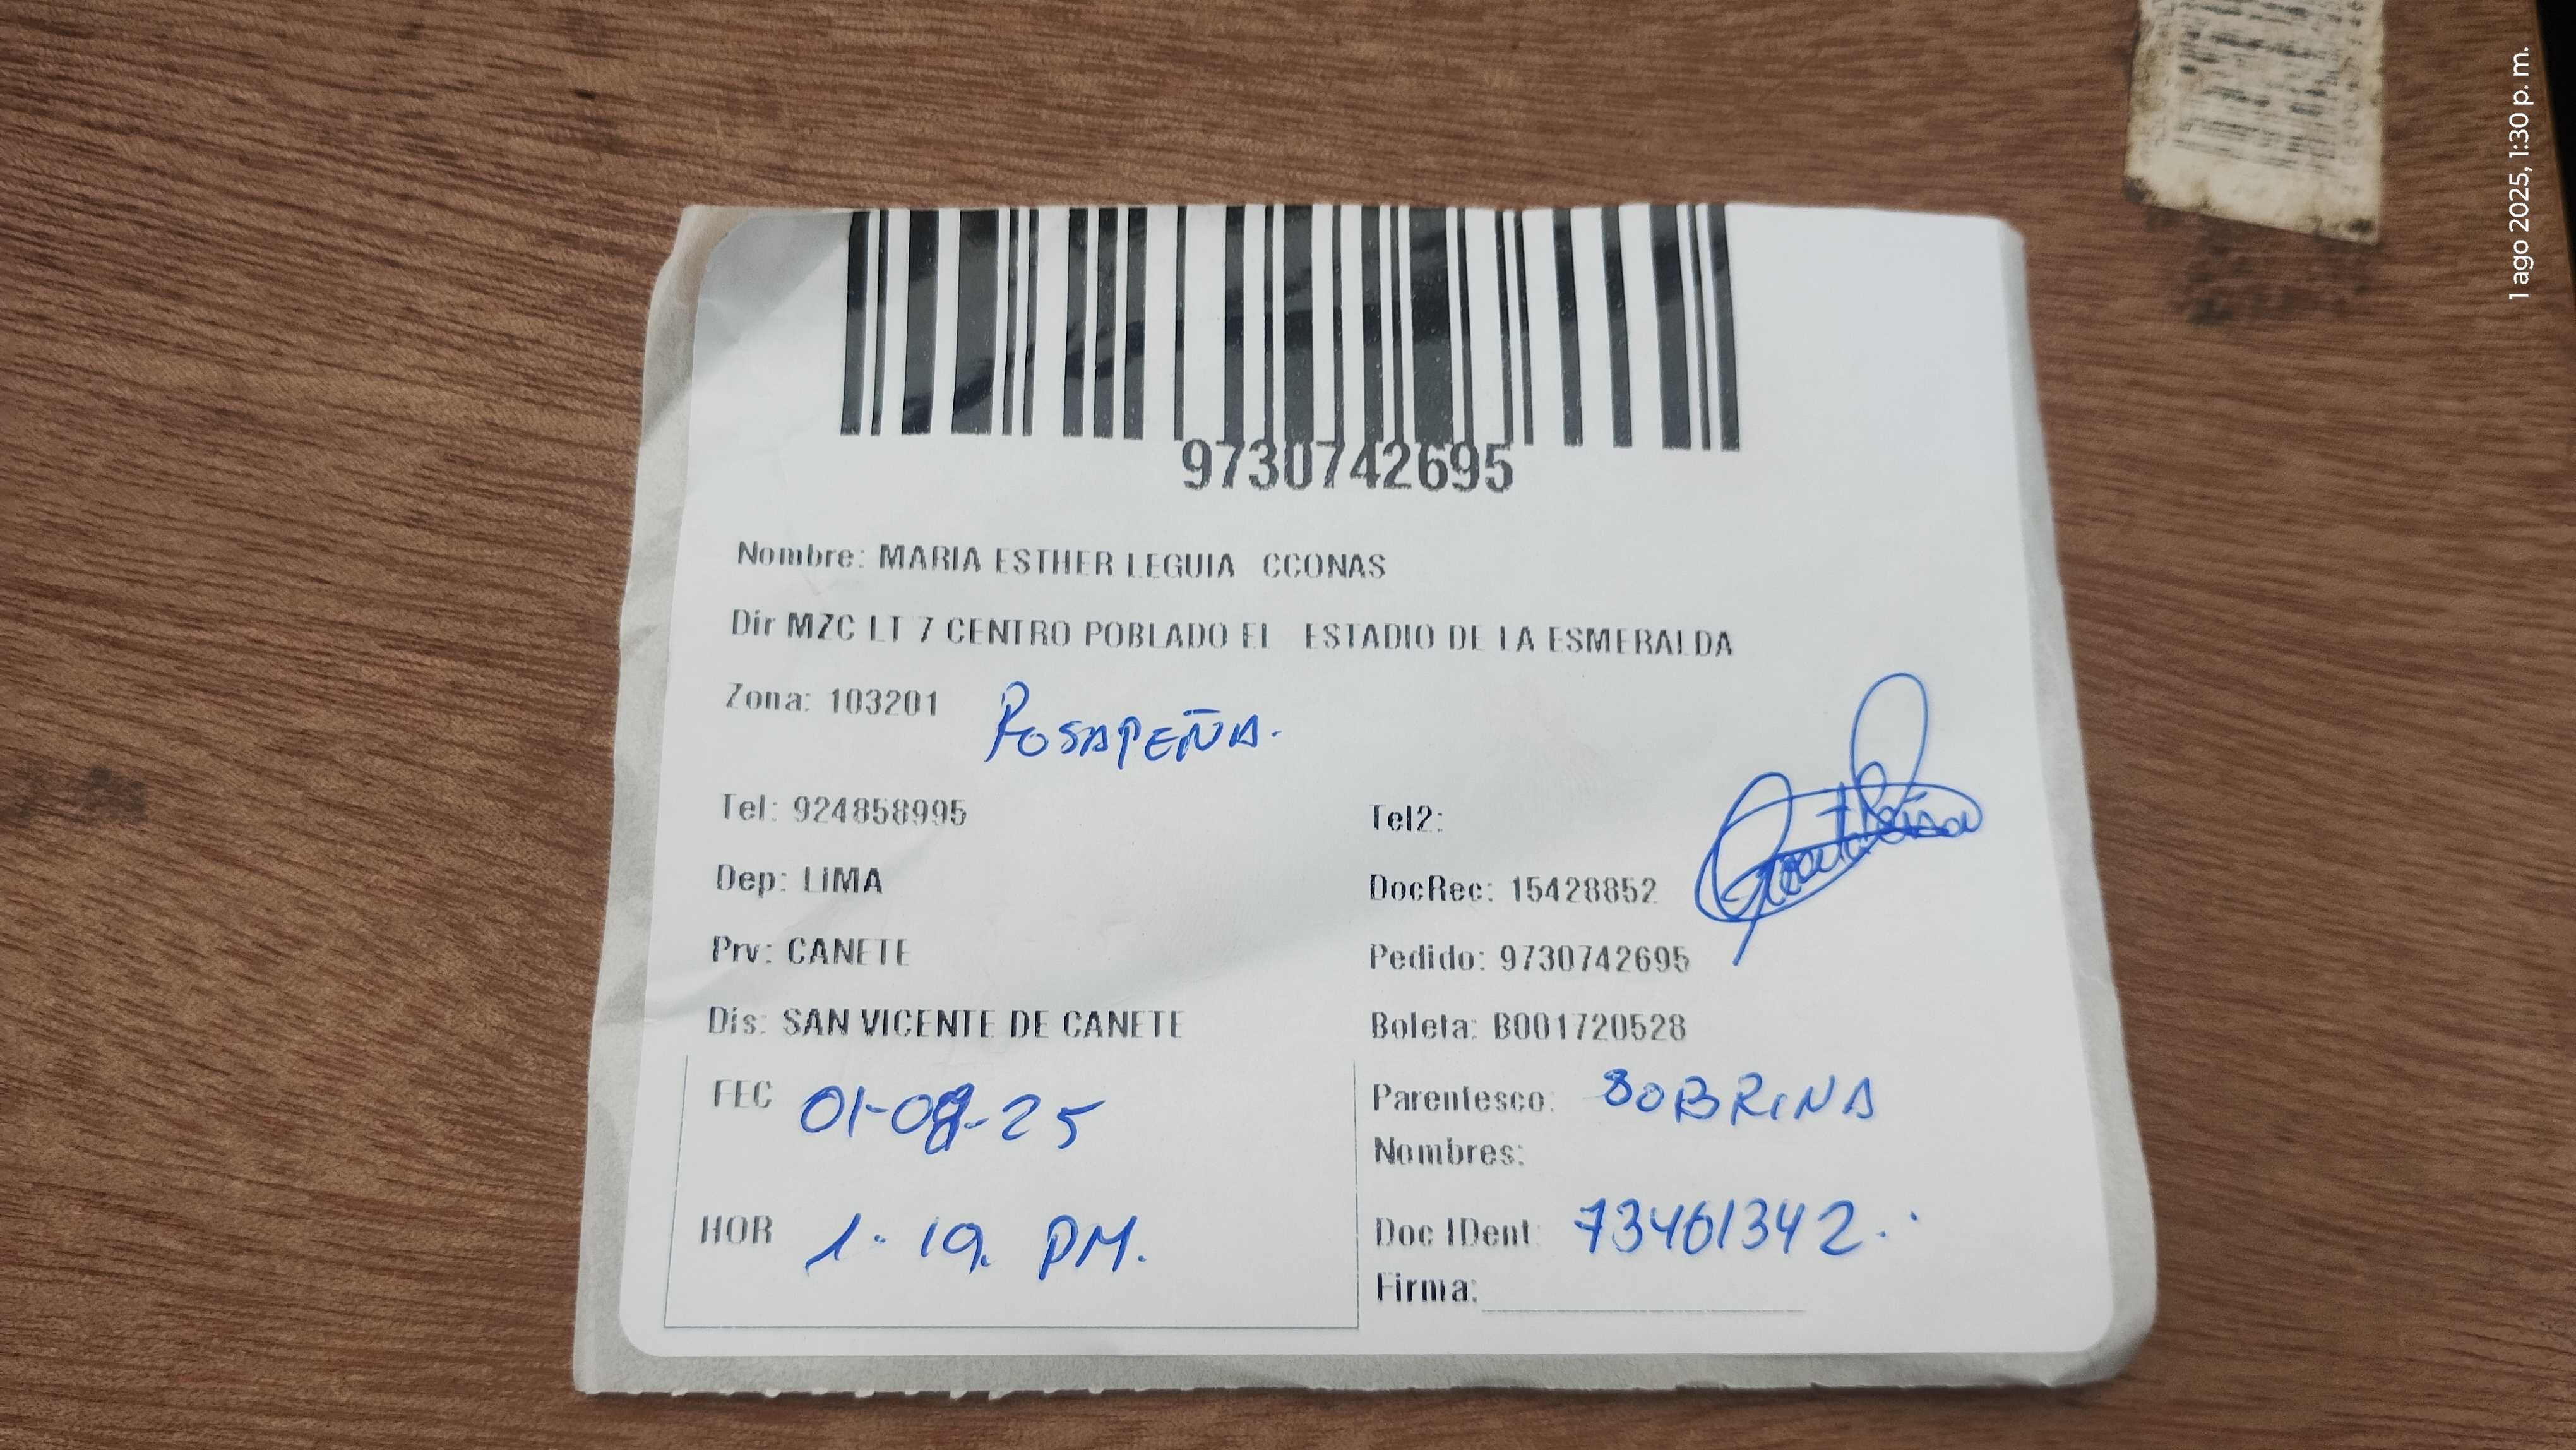 1 ago 2025, 1:30 p. m.
9730742695
Nombre: MARIA ESTHER LEGUIA CCONAS
Dir MZC LT 7 CENTRO POBLADO EL ESTADIO DE LA ESMERALDA
Zona: 103201
ROSA PEÑA.
Tel: 924858995
Tel2:
Dep: LIMA
DocRec: 15428852
Prv: CANETE
Pedido: 9730742695
Dis: SAN VICENTE DE CANETE
Boleta: B001720528
FEC 01-08-25
Parentesco: SOBRINA
Nombres:
HOR 1. 19. PM.
Doc IDent: 73461342.
Firma: